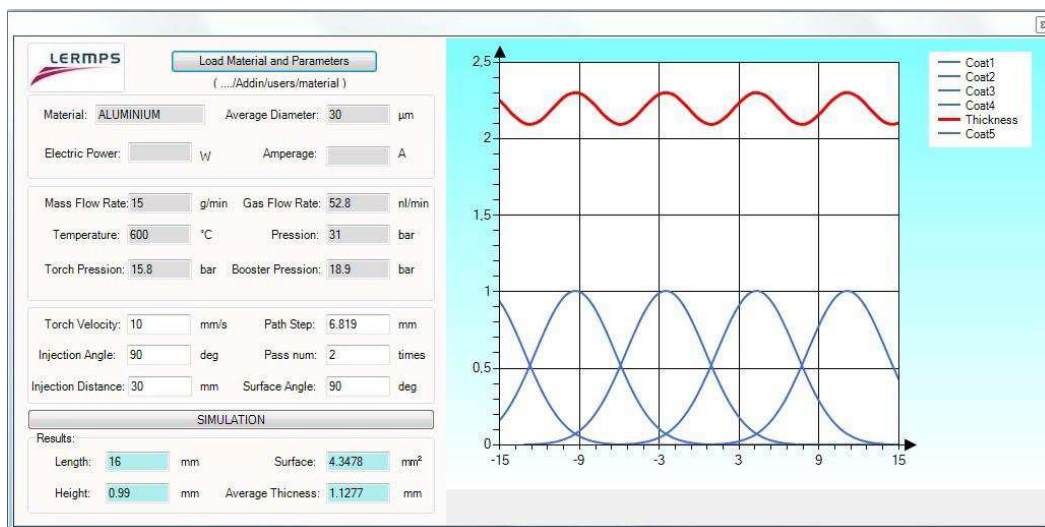 LERMPS
Load Material and Parameters
( ..../Addin/users/material )
Material: ALUMINIUM Average Diameter: 30 µm
Electric Power: W Amperage: A
Mass Flow Rate: 15 g/min Gas Flow Rate: 52.8 nl/min
Temperature: 600 °C Pression: 31 bar
Torch Pression: 15.8 bar Booster Pression: 18.9 bar
Torch Velocity: 10 mm/s Path Step: 6.819 mm
Injection Angle: 90 deg Pass num: 2 times
Injection Distance: 30 mm Surface Angle: 90 deg
SIMULATION
Results:
Length: 16 mm Surface: 4.3478 mm²
Height: 0.99 mm Average Thicness: 1.1277 mm
2,5
2
1,5
1
0,5
0
-15 -9 -3 3 9 15
Coat1
Coat2
Coat3
Coat4
Thickness
Coat5